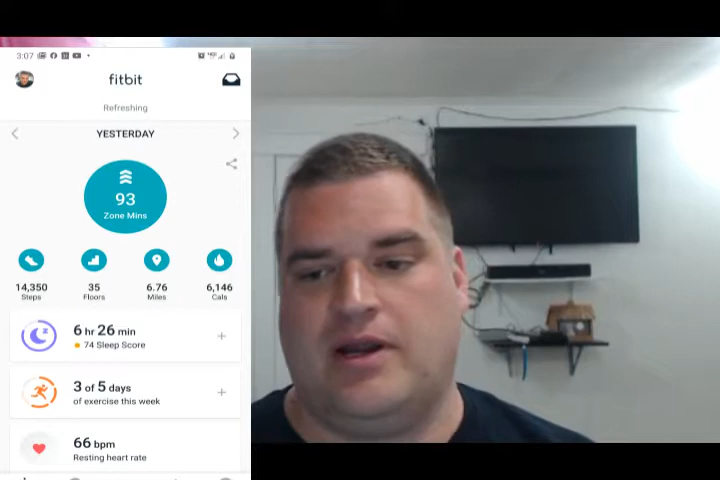 3:07
fitbit
Refreshing
YESTERDAY
93
Zone Mins
14,350 35 6.76 6,146
Steps Floors Miles Cals
6 hr 26 min
74 Sleep Score
3 of 5 days
of exercise this week
66 bpm
Resting heart rate